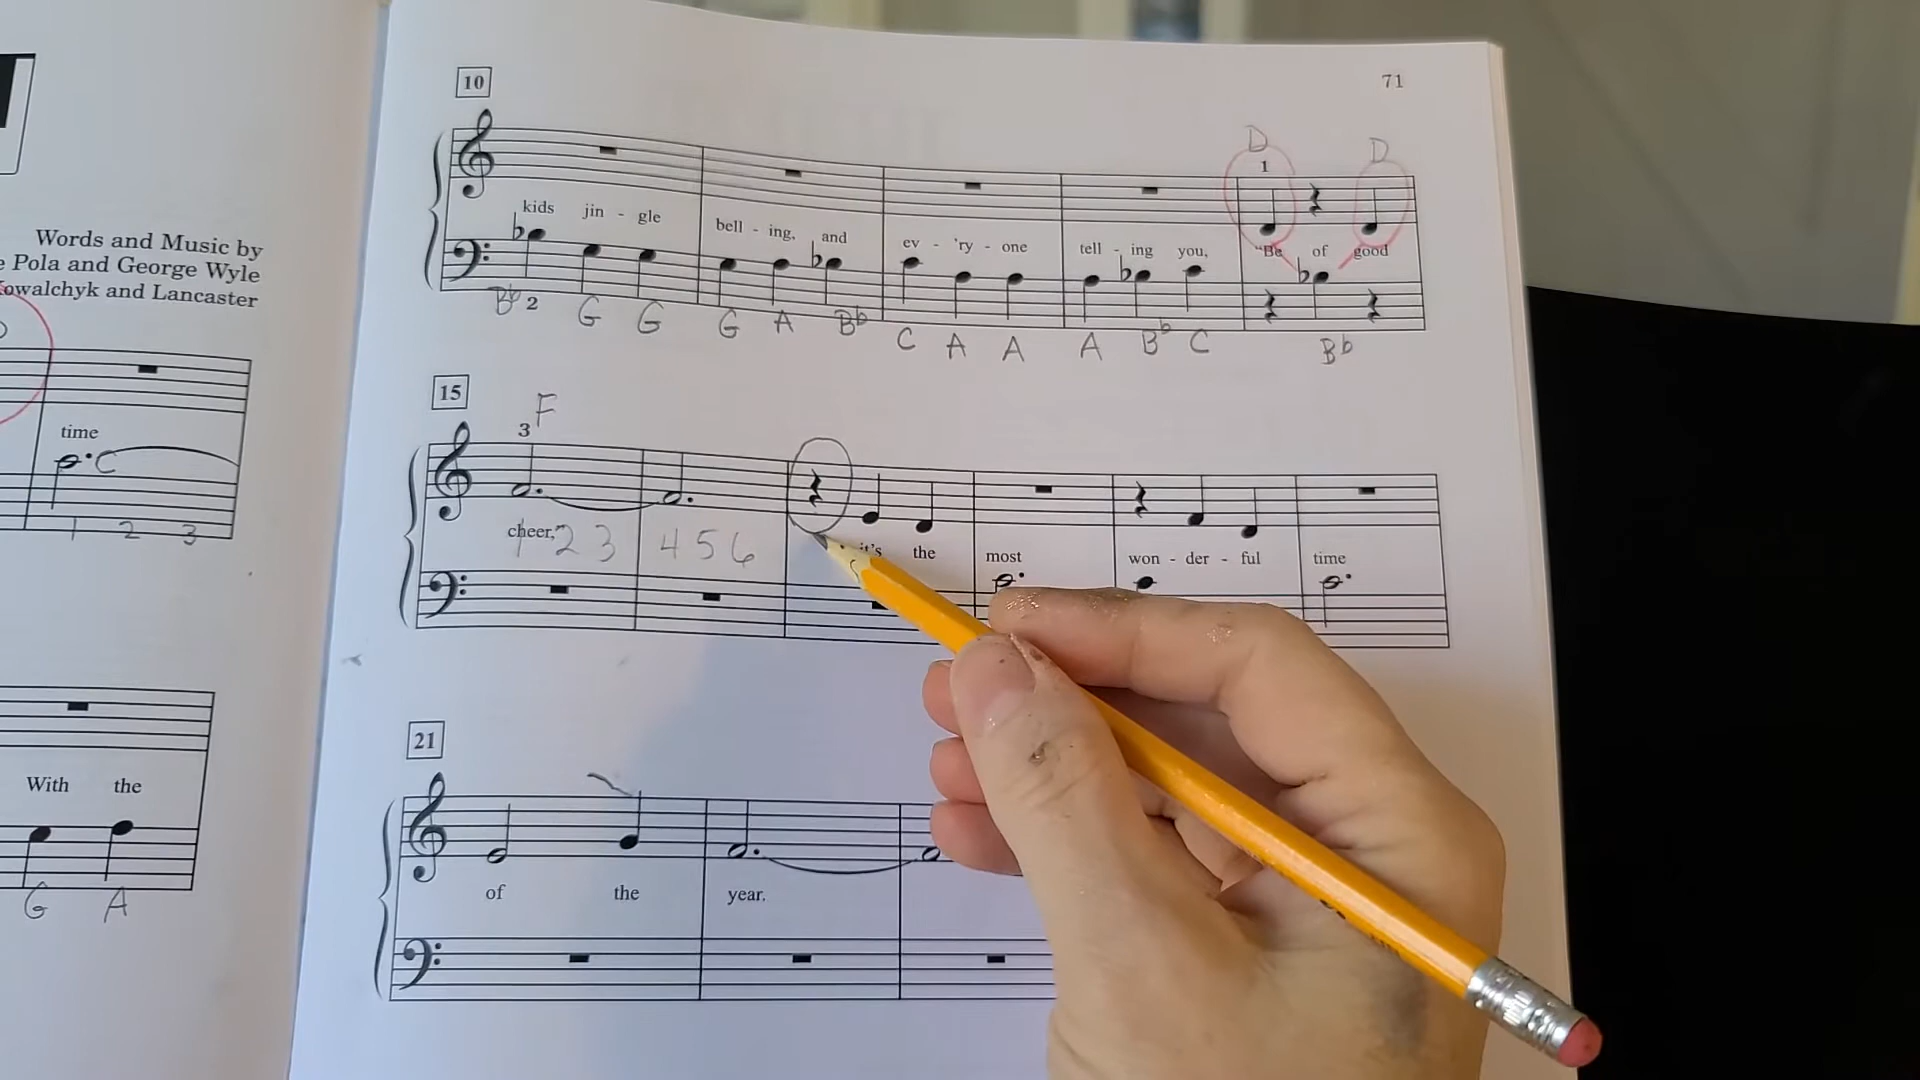 Words and Music by
Pola and George Wyle
Kowalchyk and Lancaster
time
C
1 2 3
With the
G A
71
10
D D
1
kids jin - gle bell - ing, and ev - 'ry - one tell - ing you, "Be of good
2
B♭ G G G A B♭ C A A A B♭ C B♭
15
3 F
cheer," it's the most won - der - ful time
1 2 3 4 5 6
21
of the year.